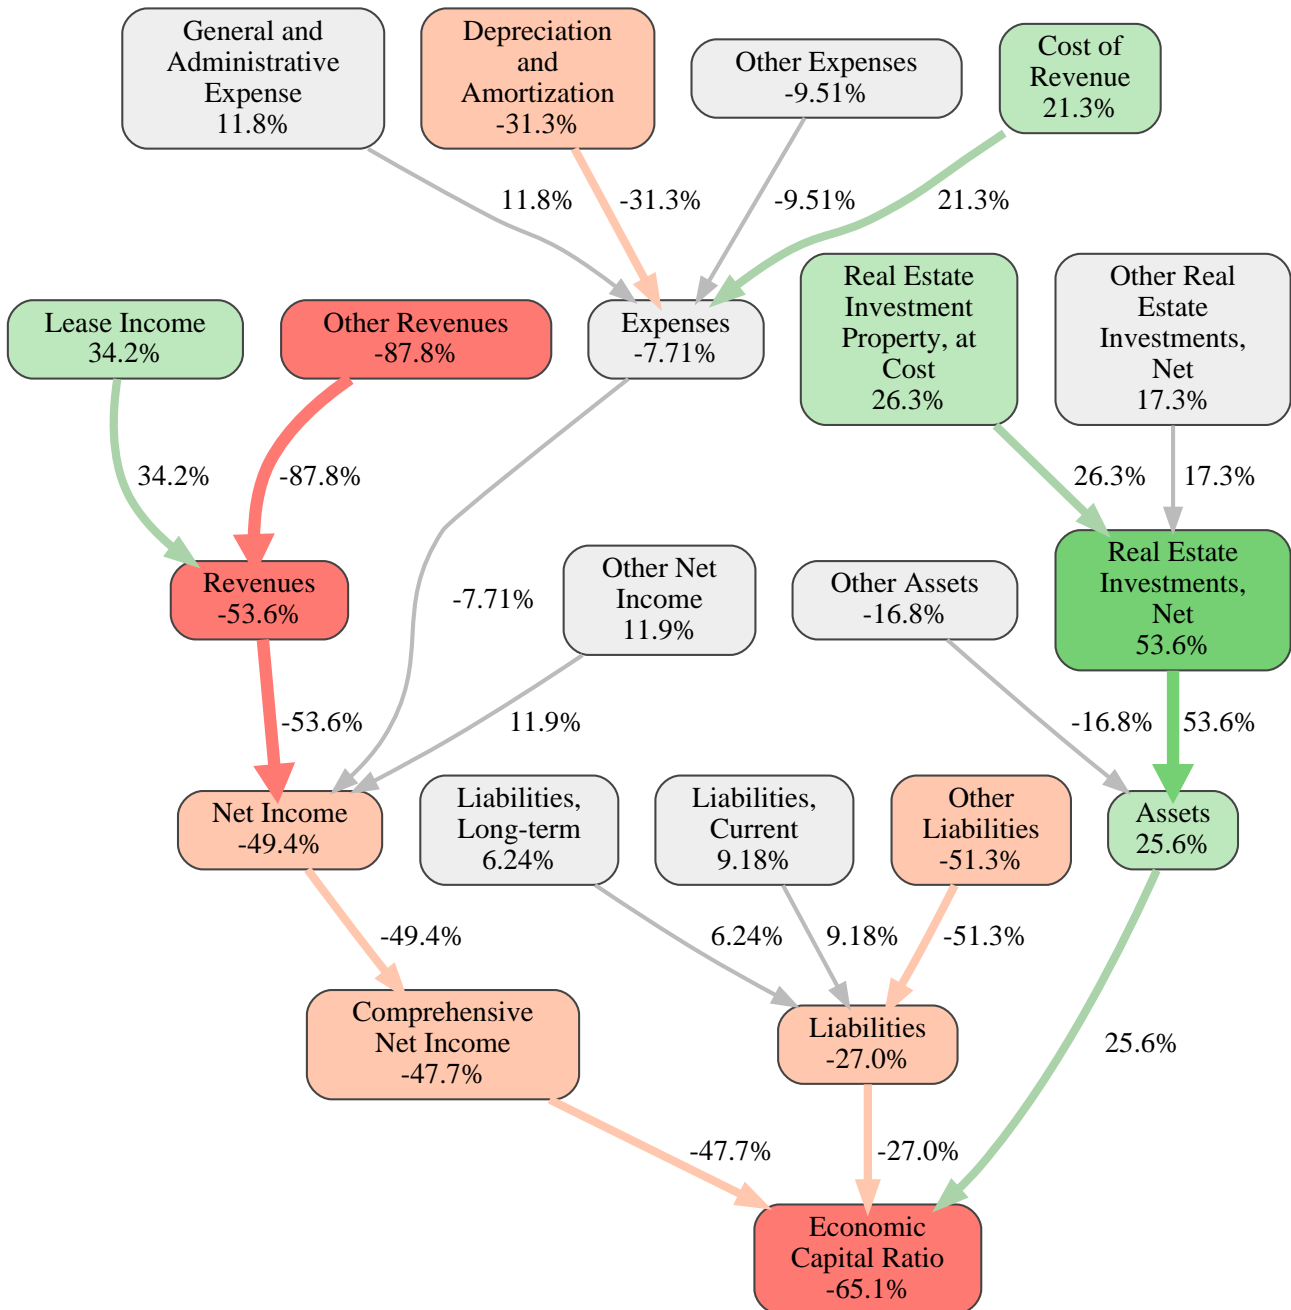 General and
Administrative
Expense
11.8%
Depreciation
and
Amortization
-31.3%
Other Expenses
-9.51%
Cost of
Revenue
21.3%
11.8%
-31.3%
-9.51%
21.3%
Lease Income
34.2%
Other Revenues
-87.8%
Expenses
-7.71%
Real Estate
Investment
Property, at
Cost
26.3%
Other Real
Estate
Investments,
Net
17.3%
34.2%
-87.8%
26.3%
17.3%
Revenues
-53.6%
-7.71%
Other Net
Income
11.9%
Other Assets
-16.8%
Real Estate
Investments,
Net
53.6%
-53.6%
11.9%
-16.8%
53.6%
Net Income
-49.4%
Liabilities,
Long-term
6.24%
Liabilities,
Current
9.18%
Other
Liabilities
-51.3%
Assets
25.6%
-49.4%
6.24%
9.18%
-51.3%
Comprehensive
Net Income
-47.7%
Liabilities
-27.0%
25.6%
-47.7%
-27.0%
Economic
Capital Ratio
-65.1%